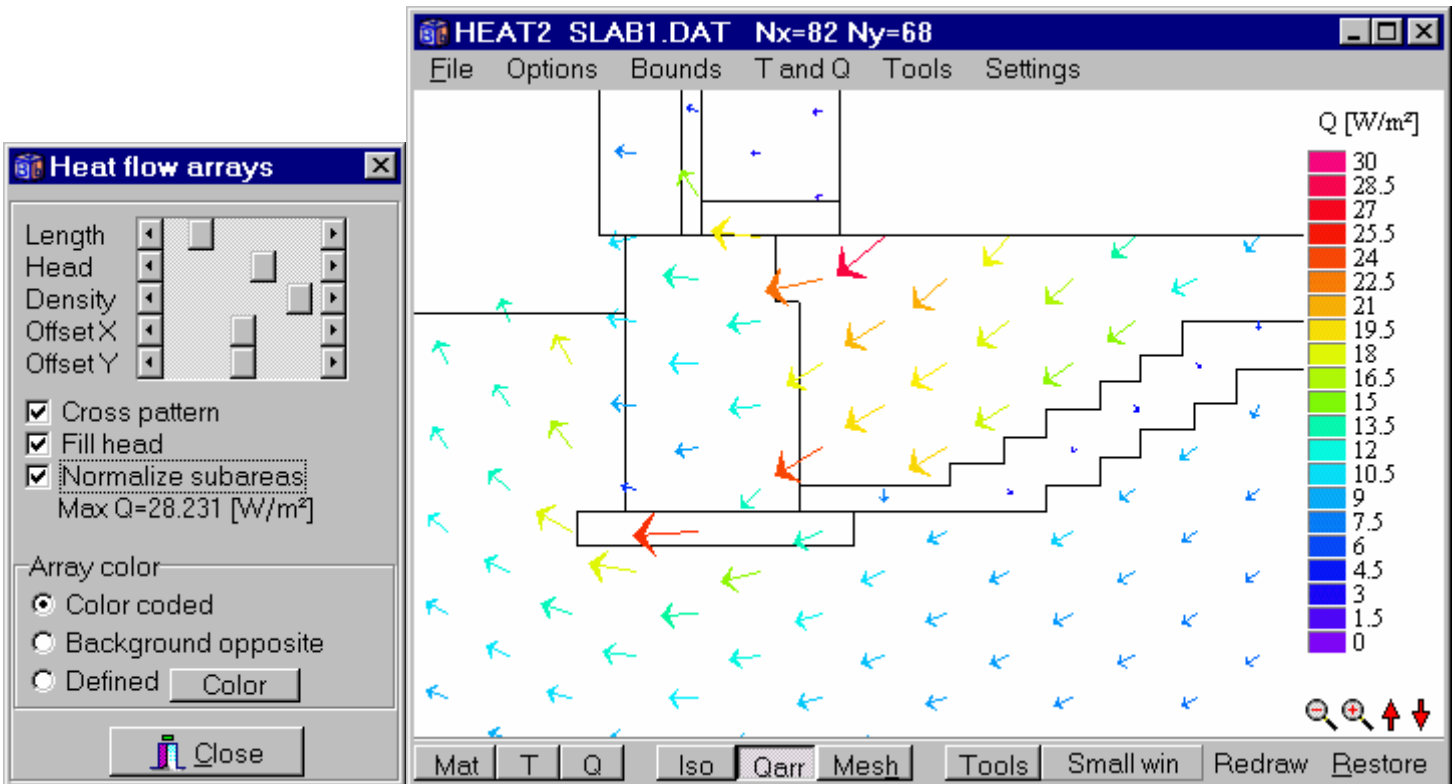 Heat flow arrays
Length
Head
Density
Offset X
Offset Y
Cross pattern
Fill head
Normalize subareas
Max Q=28.231 [W/m²]
Array color
Color coded
Background opposite
Defined Color
Close
HEAT2 SLAB1.DAT Nx=82 Ny=68
File Options Bounds T and Q Tools Settings
Q [W/m²]
30
28.5
27
25.5
24
22.5
21
19.5
18
16.5
15
13.5
12
10.5
9
7.5
6
4.5
3
1.5
0
Mat T Q Iso Qarr Mesh Tools Small win Redraw Restore